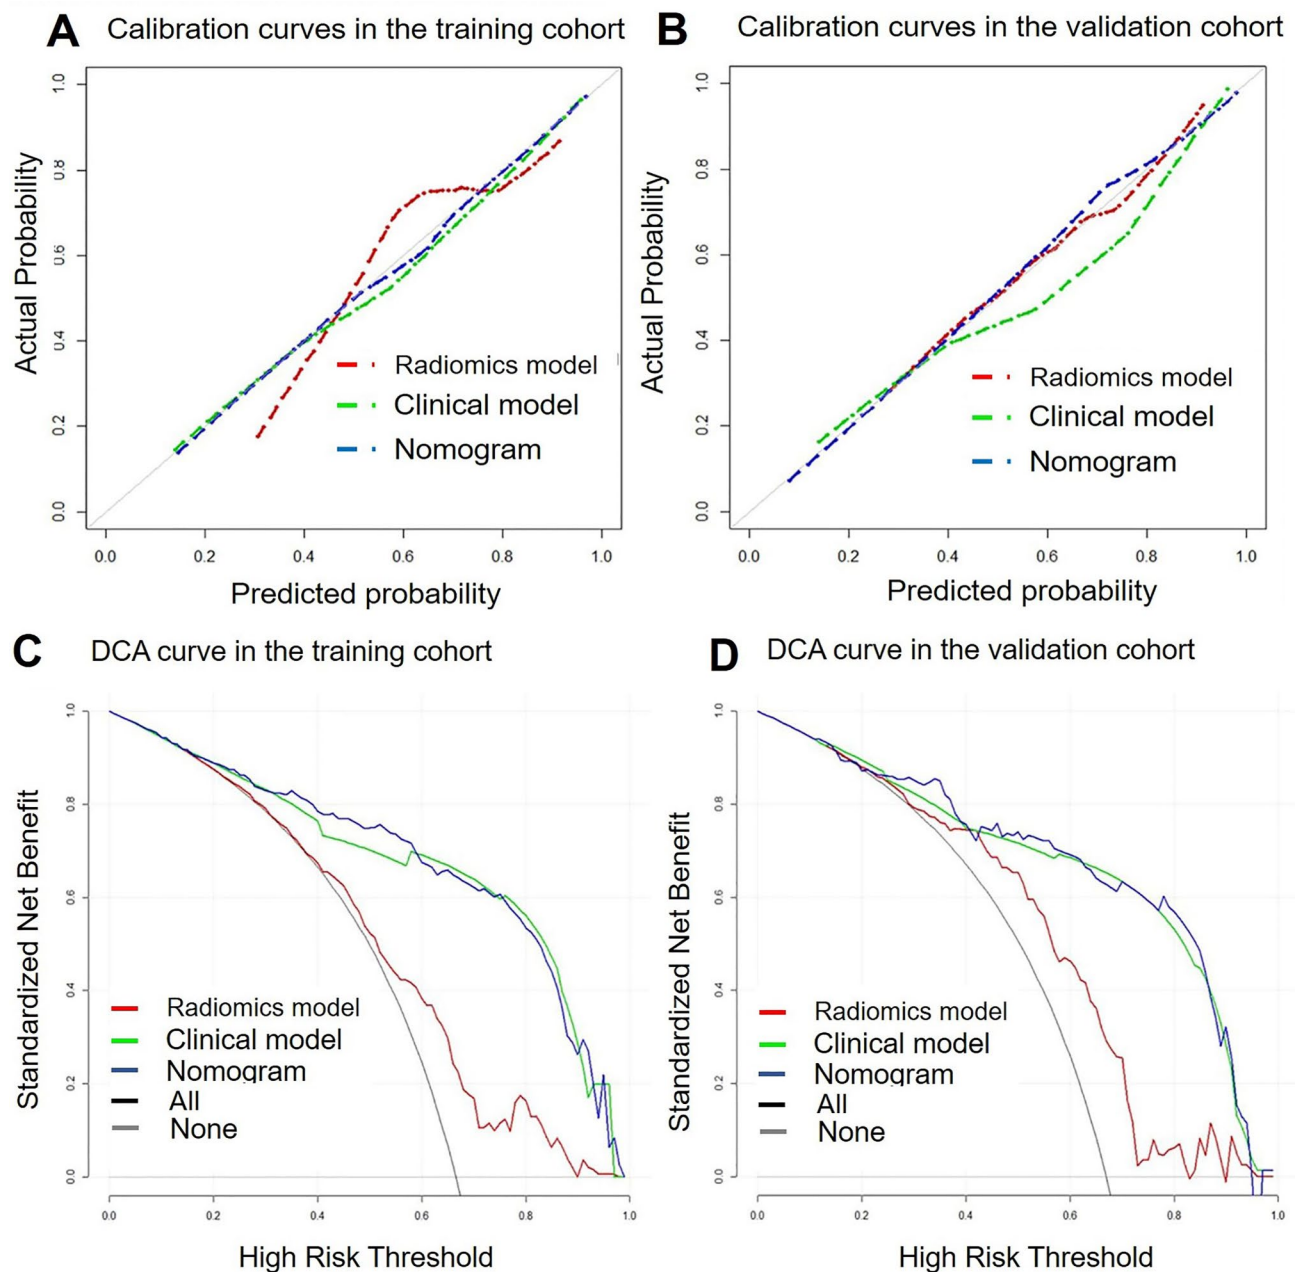 A Calibration curves in the training cohort
1.0
0.8
0.6
0.4
0.2
0.0
Actual Probability
Radiomics model
Clinical model
Nomogram
0.0 0.2 0.4 0.6 0.8 1.0
Predicted probability
B Calibration curves in the validation cohort
1.0
0.8
0.6
0.4
0.2
0.0
Actual Probability
Radiomics model
Clinical model
Nomogram
0.0 0.2 0.4 0.6 0.8 1.0
Predicted probability
C DCA curve in the training cohort
1.0
0.8
0.6
0.4
0.2
0.0
Standardized Net Benefit
Radiomics model
Clinical model
Nomogram
All
None
0.0 0.2 0.4 0.6 0.8 1.0
High Risk Threshold
D DCA curve in the validation cohort
1.0
0.8
0.6
0.4
0.2
0.0
Standardized Net Benefit
Radiomics model
Clinical model
Nomogram
All
None
0.0 0.2 0.4 0.6 0.8 1.0
High Risk Threshold